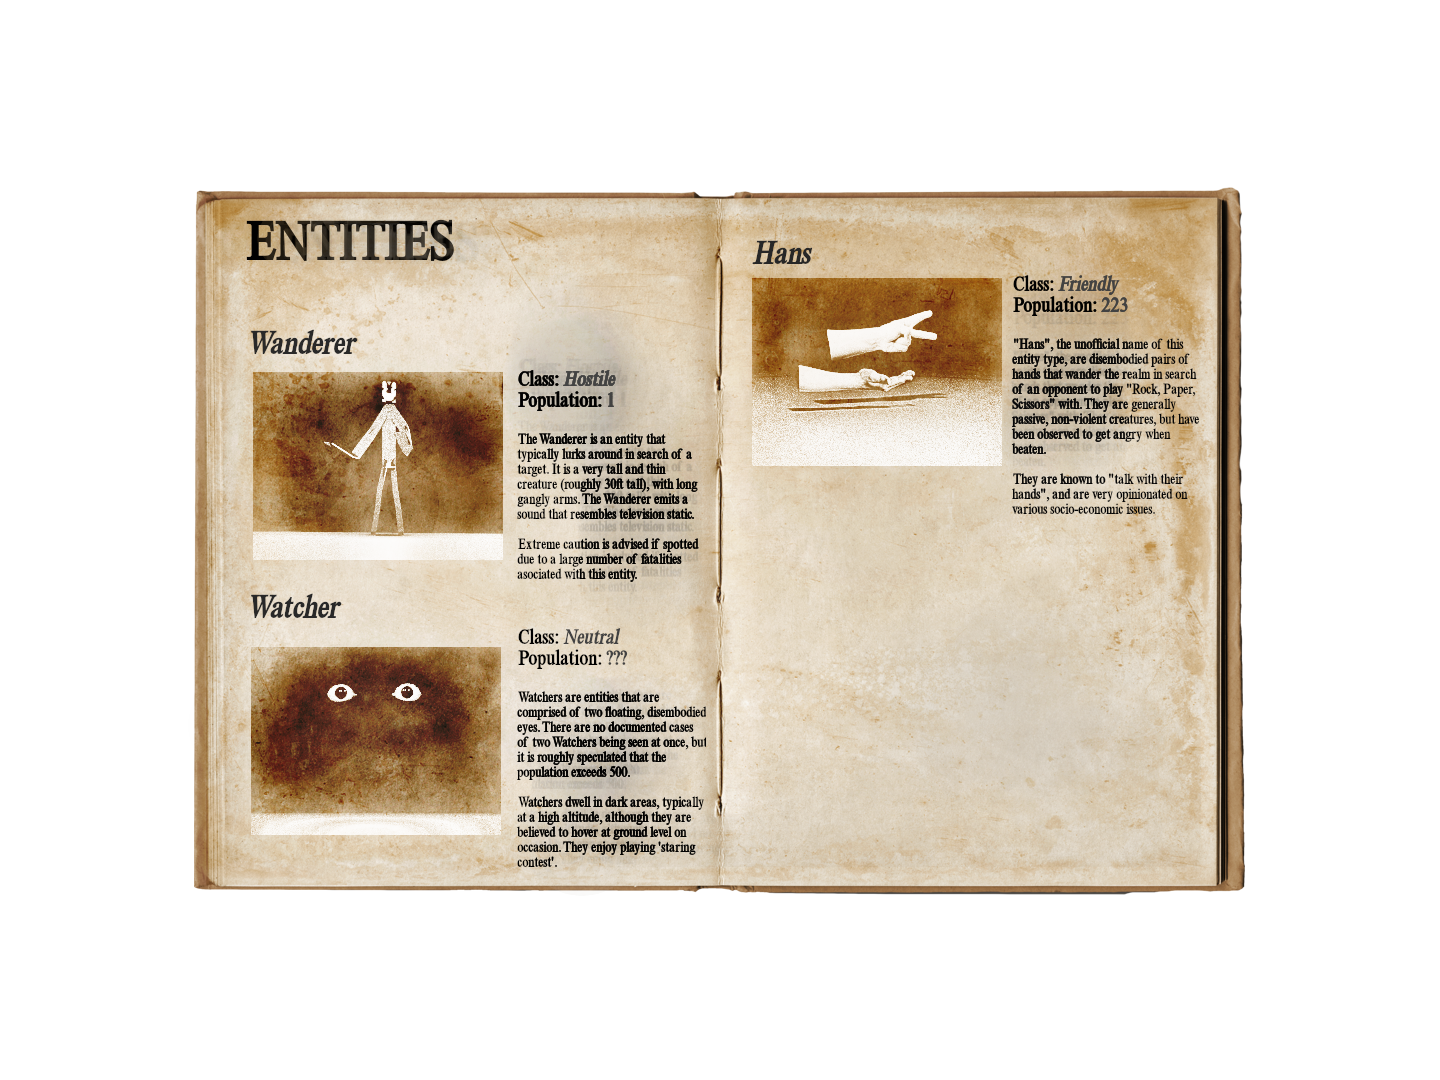 ENTITIES
Wanderer
Class: Hostile
Population: 1
The Wanderer is an entity that
typically lurks around in search of a
target. It is a very tall and thin
creature (roughly 30ft tall), with long
gangly arms. The Wanderer emits a
sound that resembles television static.
Extreme caution is advised if spotted
due to a large number of fatalities
asociated with this entity.
Watcher
Class: Neutral
Population: ???
Watchers are entities that are
comprised of two floating, disembodied
eyes. There are no documented cases
of two Watchers being seen at once, but
it is roughly speculated that the
population exceeds 500.
Watchers dwell in dark areas, typically
at a high altitude, although they are
believed to hover at ground level on
occasion. They enjoy playing 'staring
contest'.
Hans
Class: Friendly
Population: 223
"Hans", the unofficial name of this
entity type, are disembodied pairs of
hands that wander the realm in search
of an opponent to play "Rock, Paper,
Scissors" with. They are generally
passive, non-violent creatures, but have
been observed to get angry when
beaten.
They are known to "talk with their
hands", and are very opinionated on
various socio-economic issues.